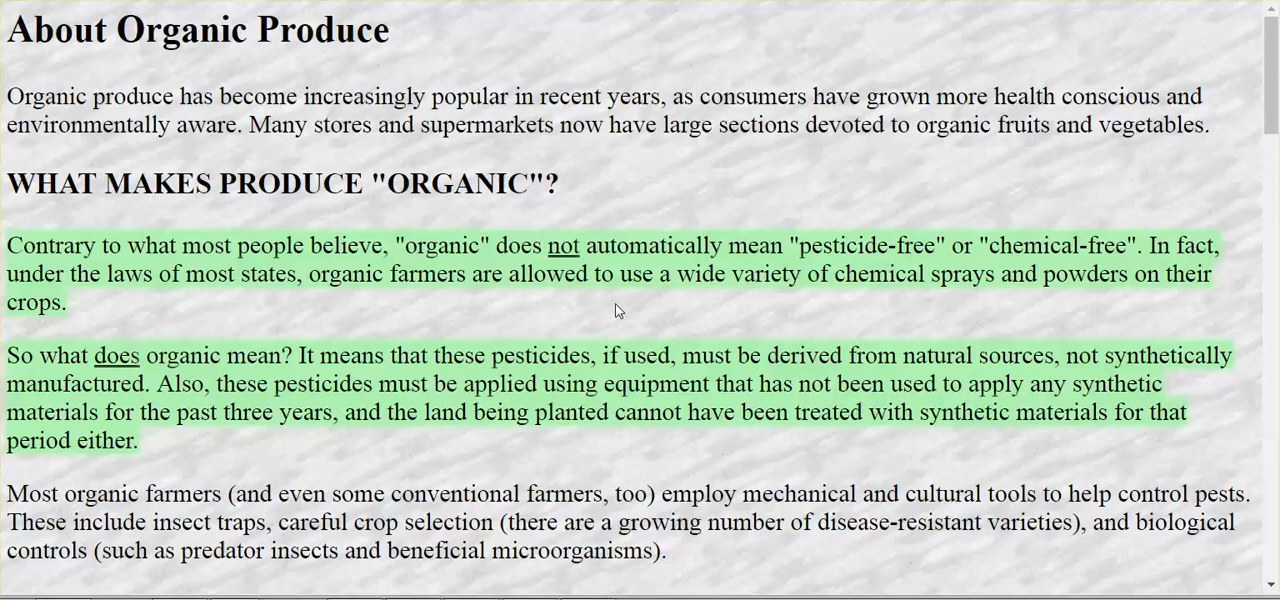 About Organic Produce
Organic produce has become increasingly popular in recent years, as consumers have grown more health conscious and
environmentally aware. Many stores and supermarkets now have large sections devoted to organic fruits and vegetables.
WHAT MAKES PRODUCE "ORGANIC"?
Contrary to what most people believe, "organic" does not automatically mean "pesticide-free" or "chemical-free". In fact,
under the laws of most states, organic farmers are allowed to use a wide variety of chemical sprays and powders on their
crops.
So what does organic mean? It means that these pesticides, if used, must be derived from natural sources, not synthetically
manufactured. Also, these pesticides must be applied using equipment that has not been used to apply any synthetic
materials for the past three years, and the land being planted cannot have been treated with synthetic materials for that
period either.
Most organic farmers (and even some conventional farmers, too) employ mechanical and cultural tools to help control pests.
These include insect traps, careful crop selection (there are a growing number of disease-resistant varieties), and biological
controls (such as predator insects and beneficial microorganisms).